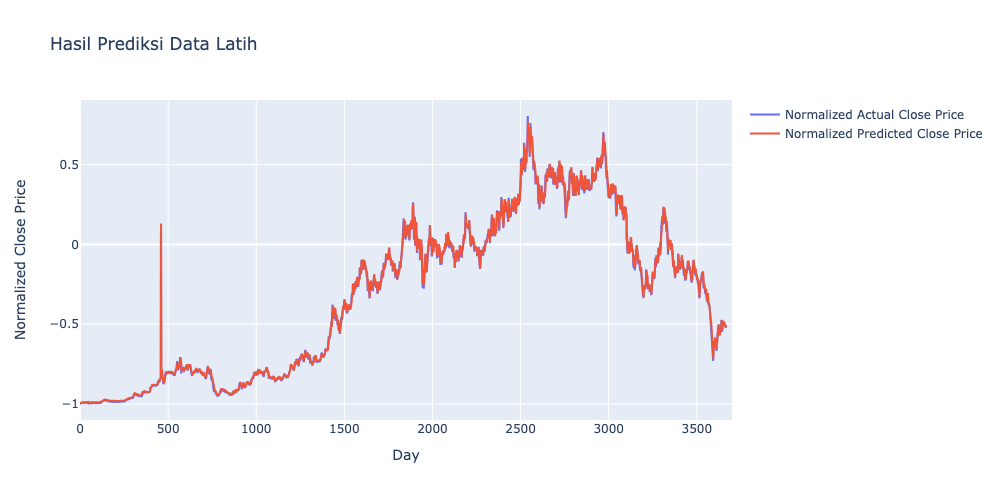 Hasil Prediksi Data Latih
Normalized Actual Close Price
Normalized Predicted Close Price
Normalized Close Price
0.5
0
−0.5
−1
0 500 1000 1500 2000 2500 3000 3500
Day